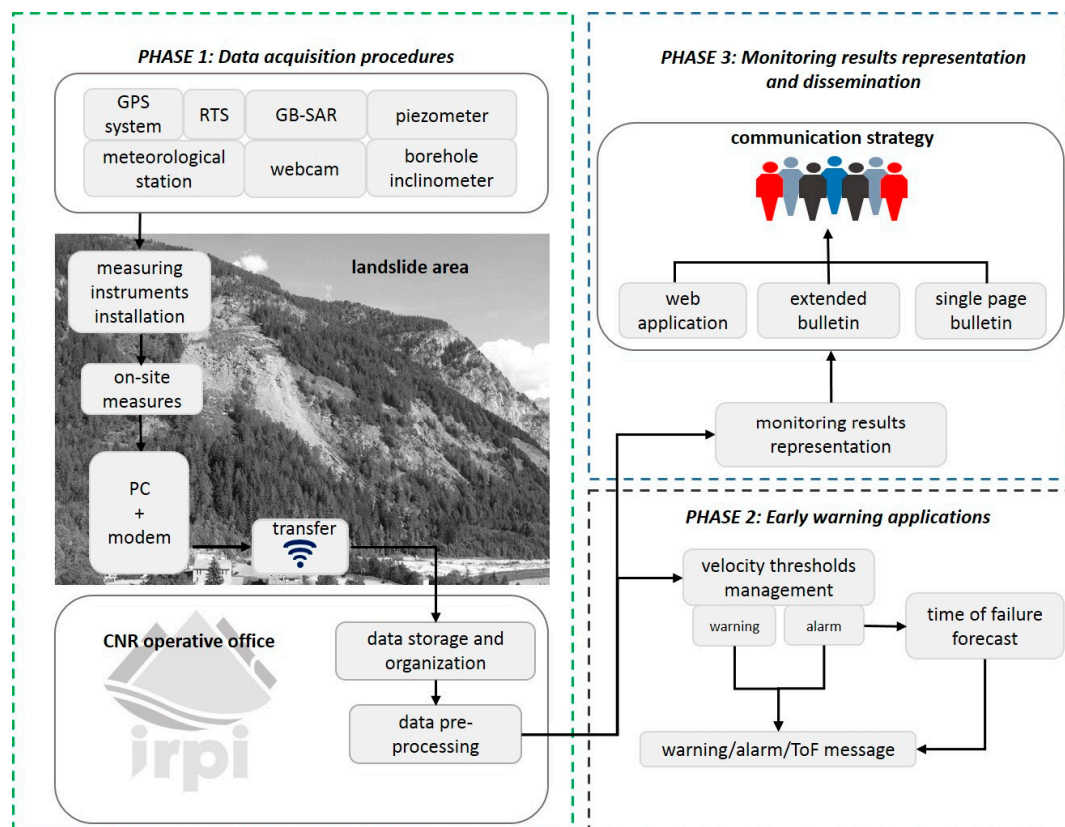 PHASE 1: Data acquisition procedures
GPS
system
RTS
GB-SAR
piezometer
meteorological
station
webcam
borehole
inclinometer
measuring
instruments
installation
landslide area
on-site
measures
PC
+
modem
transfer
CNR operative office
data storage and
organization
data pre-
processing
irpi
PHASE 3: Monitoring results representation
and dissemination
communication strategy
web
application
extended
bulletin
single page
bulletin
monitoring results
representation
PHASE 2: Early warning applications
velocity thresholds
management
warning
alarm
time of failure
forecast
warning/alarm/ToF message